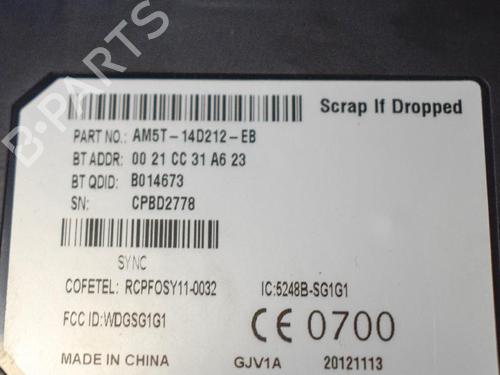 Scrap If Dropped
PART NO.: AM5T-14D212-EB
BT ADDR: 00 21 CC 31 A6 23
BT QDID: B014673
SN: CPBD2778
SYNC
COFETEL: RCPFOSY11-0032 IC:5248B-SG1G1
FCC ID:WDGSG1G1 CE 0700
MADE IN CHINA GJV1A 20121113
B-PARTS